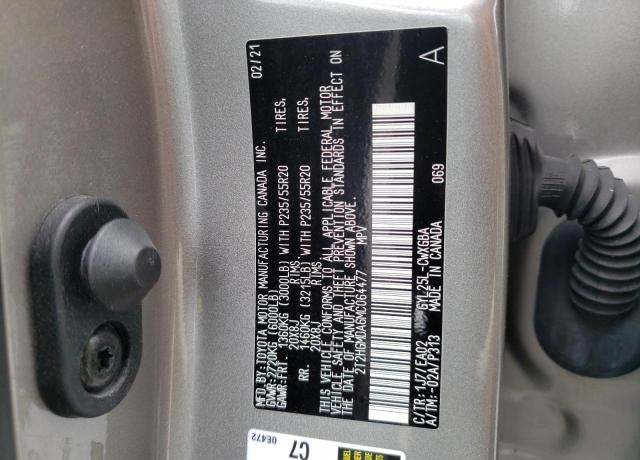 MFD.BY:TOYOTA MOTOR MANUFACTURING CANADA INC. 02/21
GVWR:2720KG(6000LB)
GAWR:FRT. 1360KG(3000LB)WITH P235/55R20 TIRES,
20X8J RIMS
RR. 1460KG(3215LB)WITH P235/55R20 TIRES,
20X8J RIMS
THIS VEHICLE CONFORMS TO ALL APPLICABLE FEDERAL MOTOR
VEHICLE SAFETY AND THEFT PREVENTION STANDARDS IN EFFECT ON
THE DATE OF MANUFACTURE SHOWN ABOVE.
2T2HGMDA6MC064477 MPV
C/TR:1J7/EA02 GYL25L-CWXGBA
A/TM:-02A/P313 MADE IN CANADA 069
A
C7
0E472